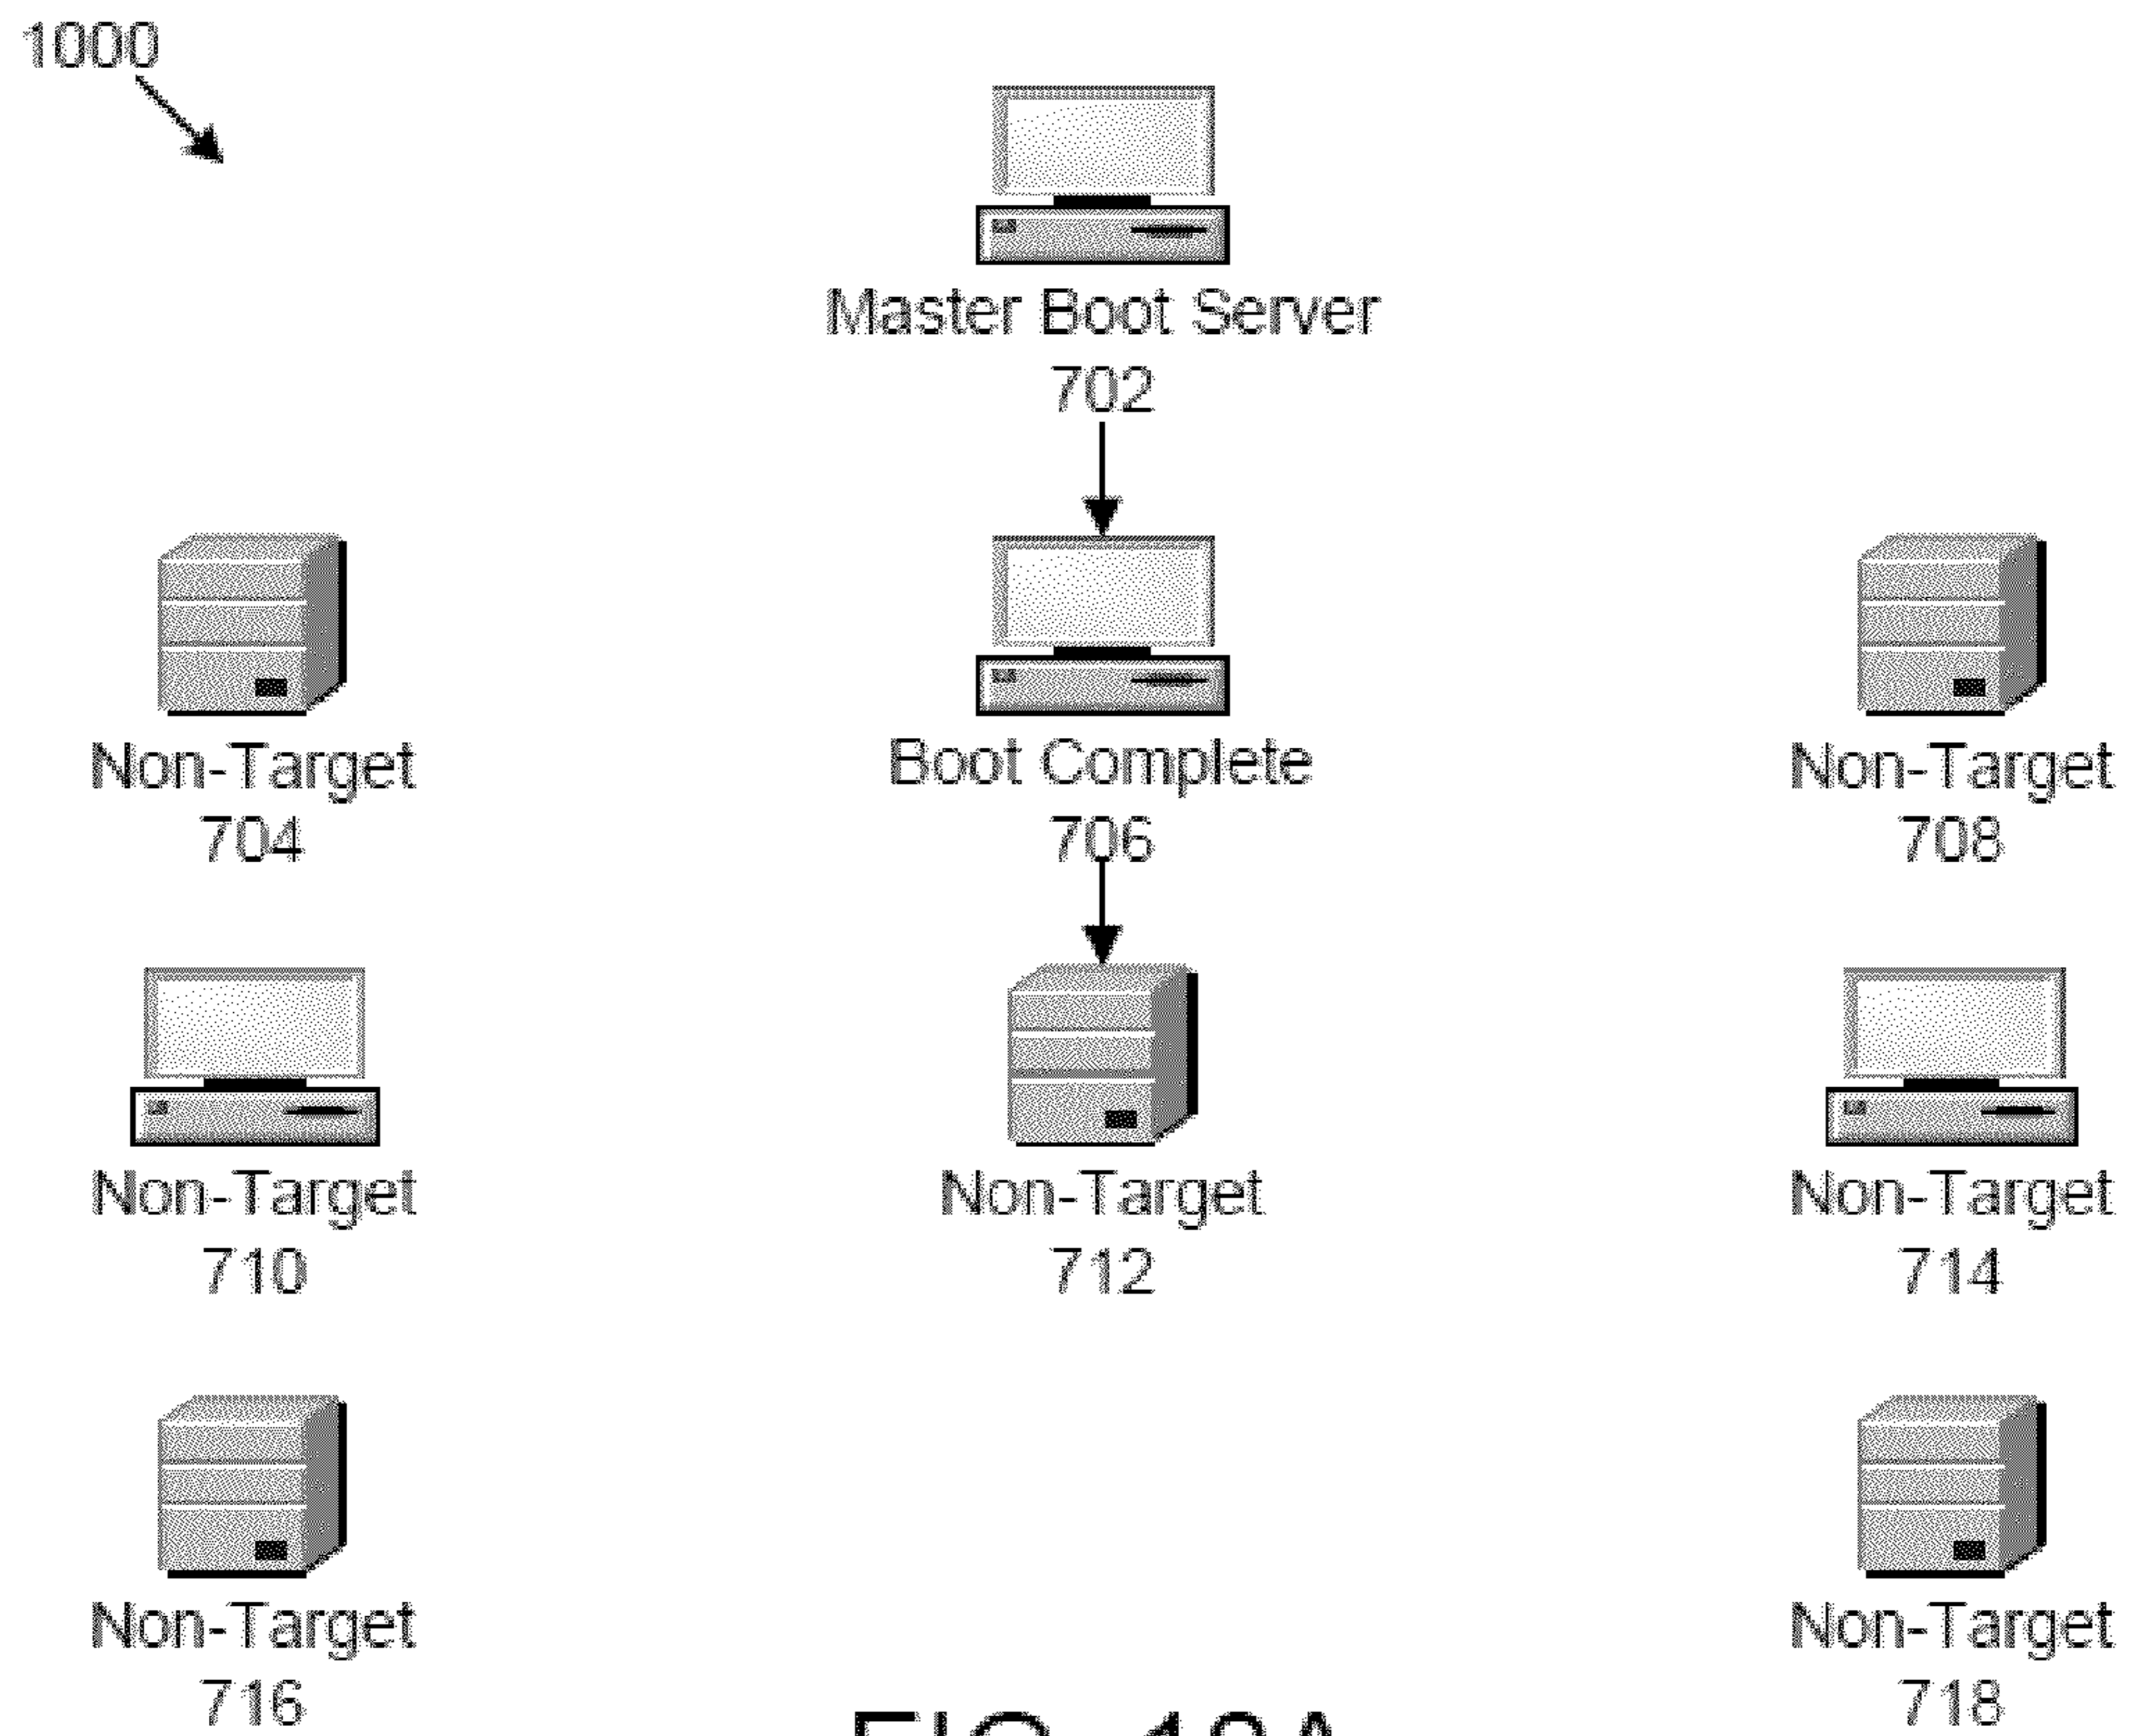 1000
Master Boot Server
702
Non-Target
704
Boot Complete
706
Non-Target
708
Non-Target
710
Non-Target
712
Non-Target
714
Non-Target
716
Non-Target
718